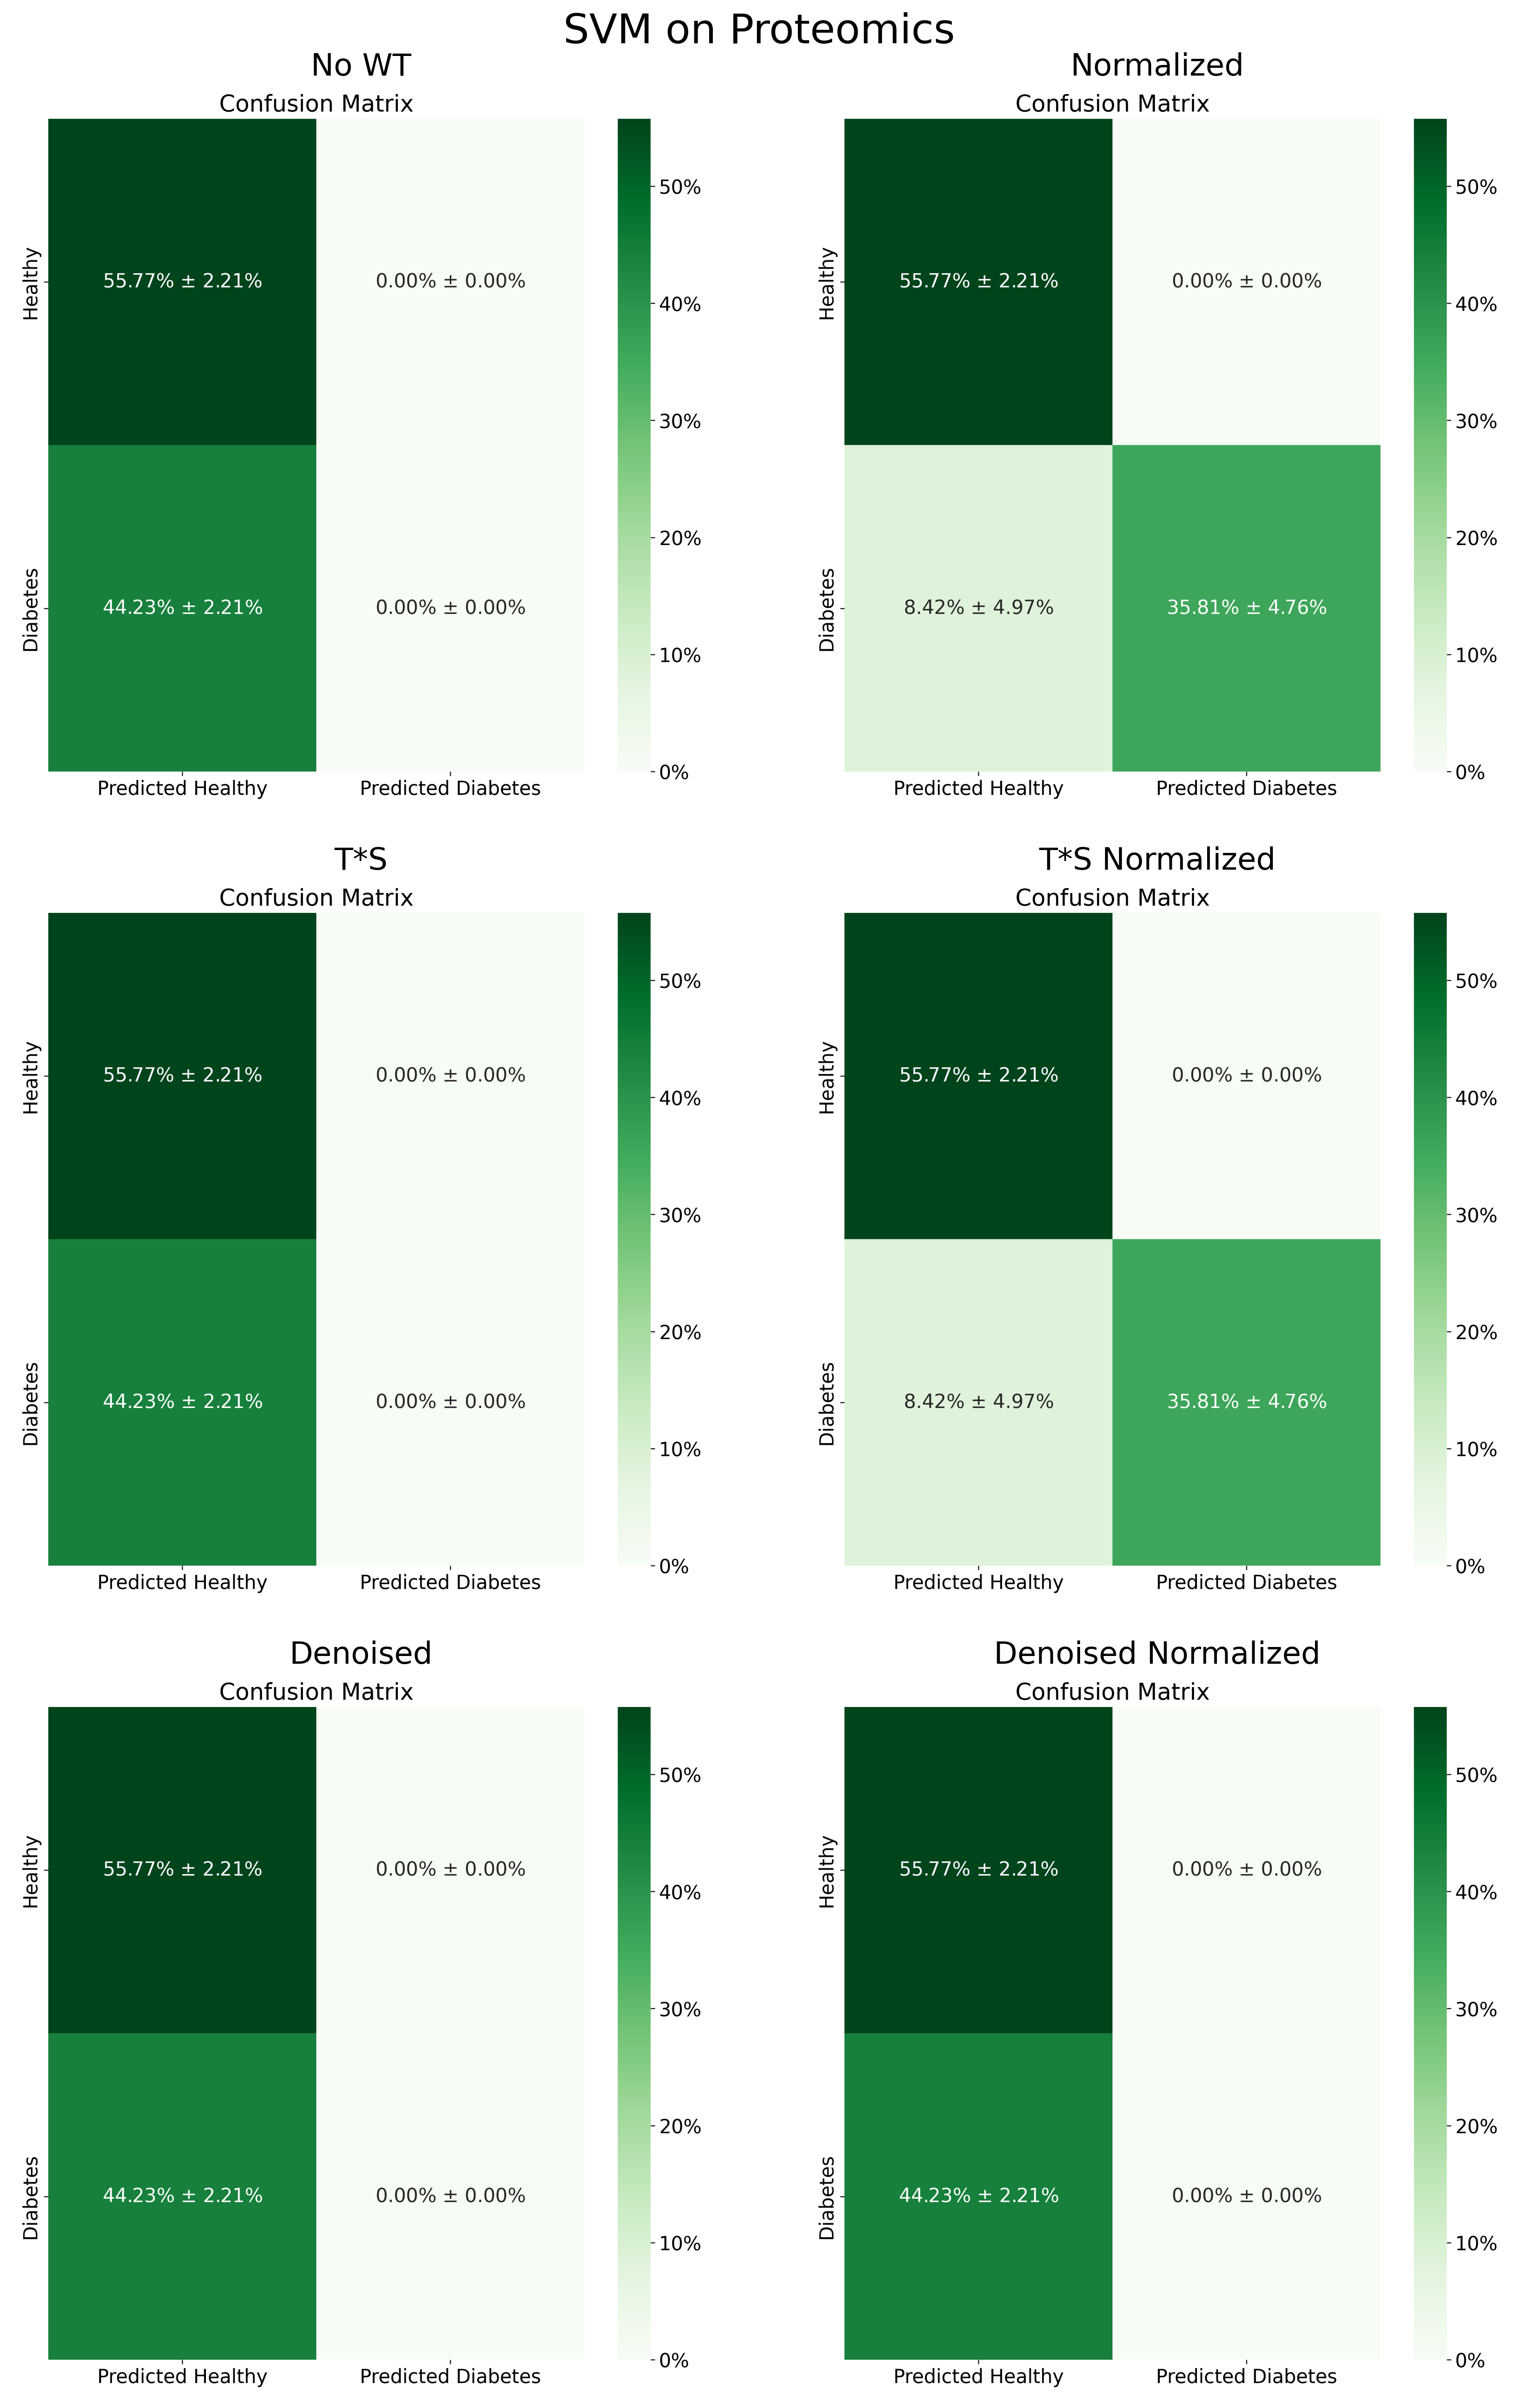 SVM on Proteomics
No WT
Confusion Matrix
Healthy
55.77% ± 2.21%
0.00% ± 0.00%
Diabetes
44.23% ± 2.21%
0.00% ± 0.00%
Predicted Healthy
Predicted Diabetes
50%
40%
30%
20%
10%
0%
Normalized
Confusion Matrix
Healthy
55.77% ± 2.21%
0.00% ± 0.00%
Diabetes
8.42% ± 4.97%
35.81% ± 4.76%
Predicted Healthy
Predicted Diabetes
50%
40%
30%
20%
10%
0%
T*S
Confusion Matrix
Healthy
55.77% ± 2.21%
0.00% ± 0.00%
Diabetes
44.23% ± 2.21%
0.00% ± 0.00%
Predicted Healthy
Predicted Diabetes
50%
40%
30%
20%
10%
0%
T*S Normalized
Confusion Matrix
Healthy
55.77% ± 2.21%
0.00% ± 0.00%
Diabetes
8.42% ± 4.97%
35.81% ± 4.76%
Predicted Healthy
Predicted Diabetes
50%
40%
30%
20%
10%
0%
Denoised
Confusion Matrix
Healthy
55.77% ± 2.21%
0.00% ± 0.00%
Diabetes
44.23% ± 2.21%
0.00% ± 0.00%
Predicted Healthy
Predicted Diabetes
50%
40%
30%
20%
10%
0%
Denoised Normalized
Confusion Matrix
Healthy
55.77% ± 2.21%
0.00% ± 0.00%
Diabetes
44.23% ± 2.21%
0.00% ± 0.00%
Predicted Healthy
Predicted Diabetes
50%
40%
30%
20%
10%
0%